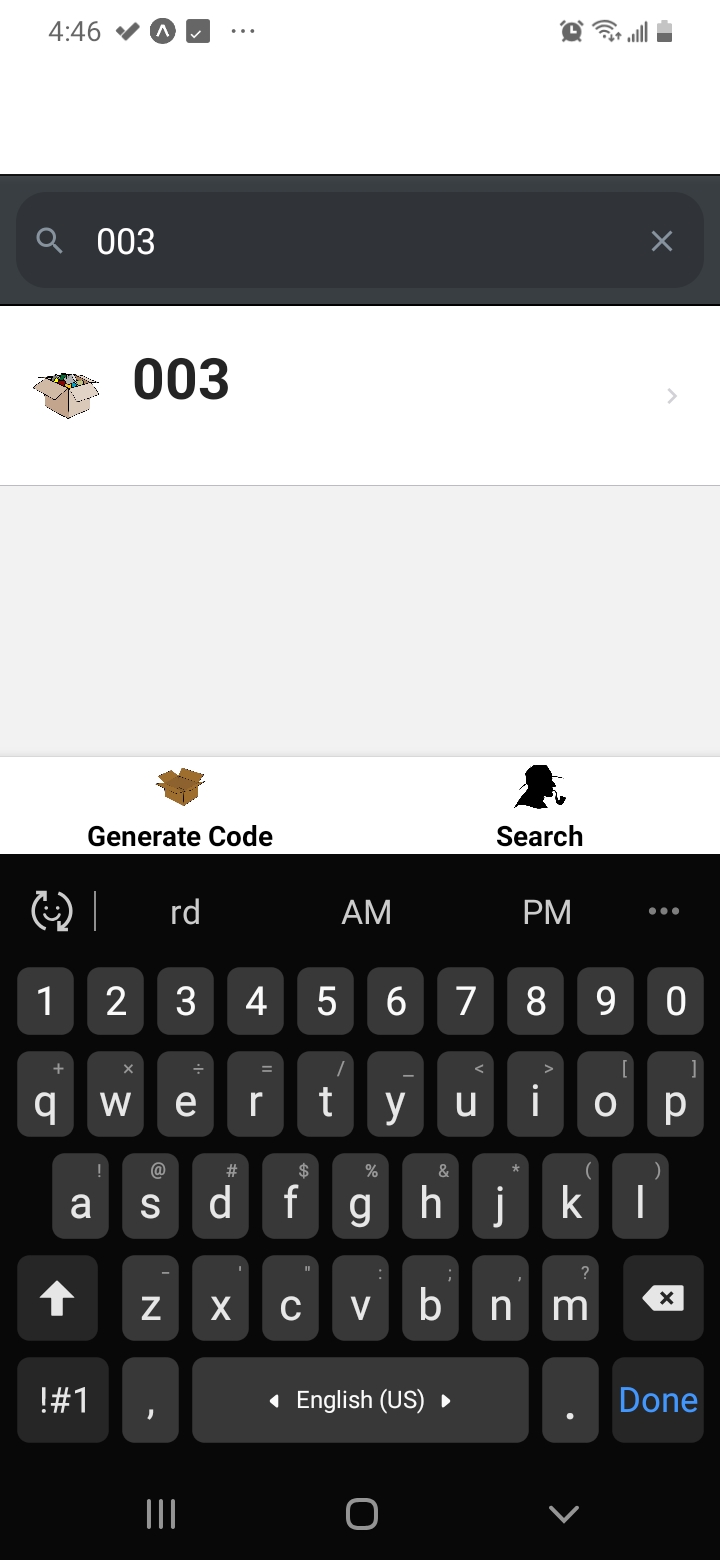 4:46
003
003
Generate Code
Search
rd AM PM
1 2 3 4 5 6 7 8 9 0
+ × ÷ = / _ < > [ ]
q w e r t y u i o p
! @ # $ % & * ( )
a s d f g h j k l
- ' " : ; , ?
z x c v b n m
!#1 , English (US) . Done